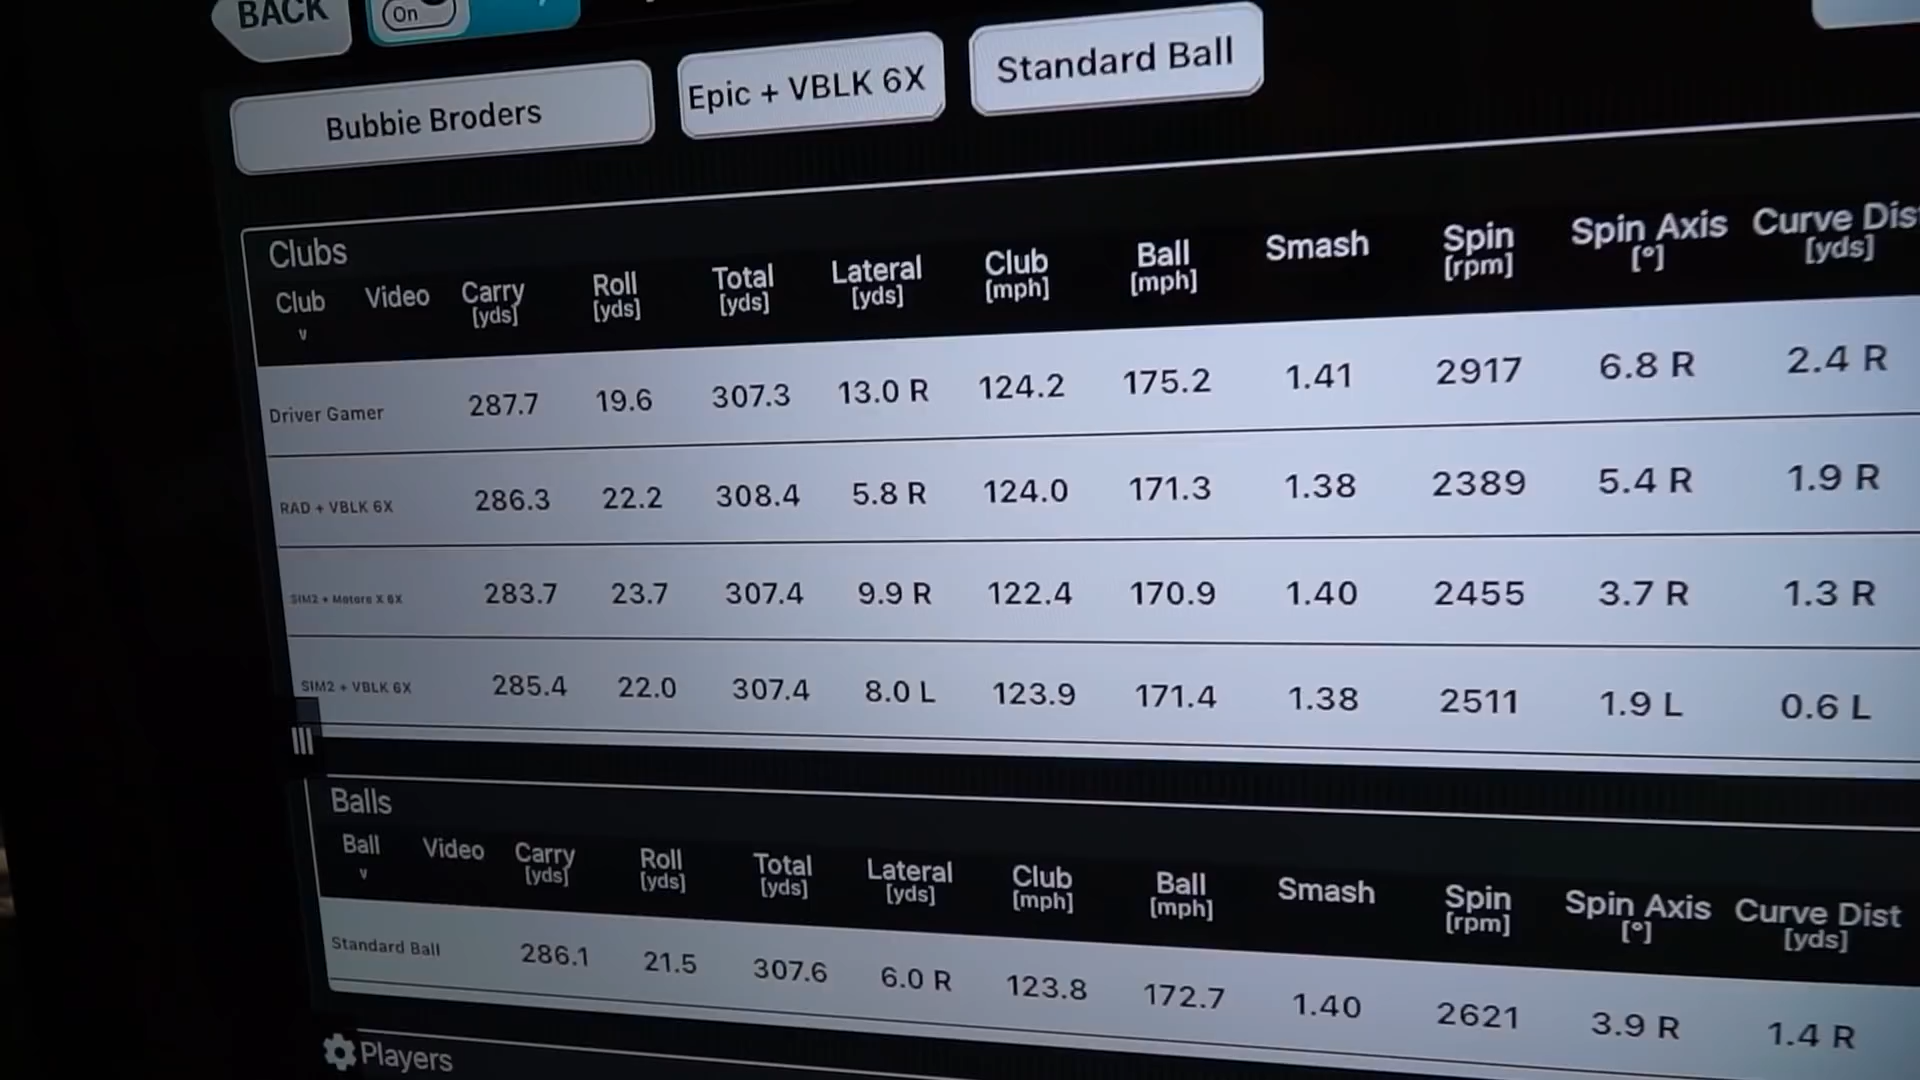 BACK
On
Bubbie Broders
Epic + VBLK 6X
Standard Ball
Clubs
Club Video Carry [yds] Roll [yds] Total [yds] Lateral [yds] Club [mph] Ball [mph] Smash Spin [rpm] Spin Axis [°] Curve Dis [yds]
Driver Gamer 287.7 19.6 307.3 13.0 R 124.2 175.2 1.41 2917 6.8 R 2.4 R
RAD + VBLK 6X 286.3 22.2 308.4 5.8 R 124.0 171.3 1.38 2389 5.4 R 1.9 R
SIM2 + Motore X 6X 283.7 23.7 307.4 9.9 R 122.4 170.9 1.40 2455 3.7 R 1.3 R
SIM2 + VBLK 6X 285.4 22.0 307.4 8.0 L 123.9 171.4 1.38 2511 1.9 L 0.6 L
Balls
Ball Video Carry [yds] Roll [yds] Total [yds] Lateral [yds] Club [mph] Ball [mph] Smash Spin [rpm] Spin Axis [°] Curve Dist [yds]
Standard Ball 286.1 21.5 307.6 6.0 R 123.8 172.7 1.40 2621 3.9 R 1.4 R
Players